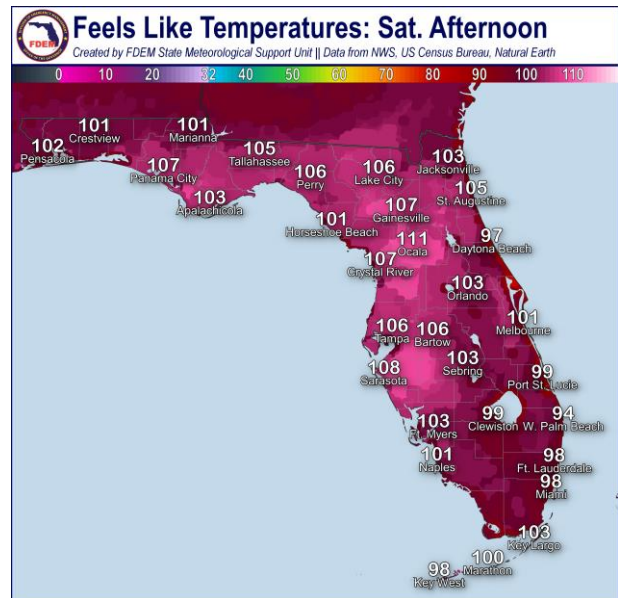 Feels Like Temperatures: Sat. Afternoon
Created by FDEM State Meteorological Support Unit || Data from NWS, US Census Bureau, Natural Earth
FDEM
0 10 20 32 40 50 60 70 80 90 100 110
101
Crestview
101
Marianna
102
Pensacola
105
Tallahassee
107
Panama City
106
Perry
106
Lake City
103
Jacksonville
103
Apalachicola
105
St. Augustine
101
Horseshoe Beach
107
Gainesville
111
Ocala
97
Daytona Beach
107
Crystal River
103
Orlando
101
Melbourne
106
Tampa
106
Bartow
103
Sebring
108
Sarasota
99
Port St. Lucie
103
Ft. Myers
99
Clewiston
94
W. Palm Beach
101
Naples
98
Ft. Lauderdale
98
Miami
103
Key Largo
100
Marathon
98
Key West